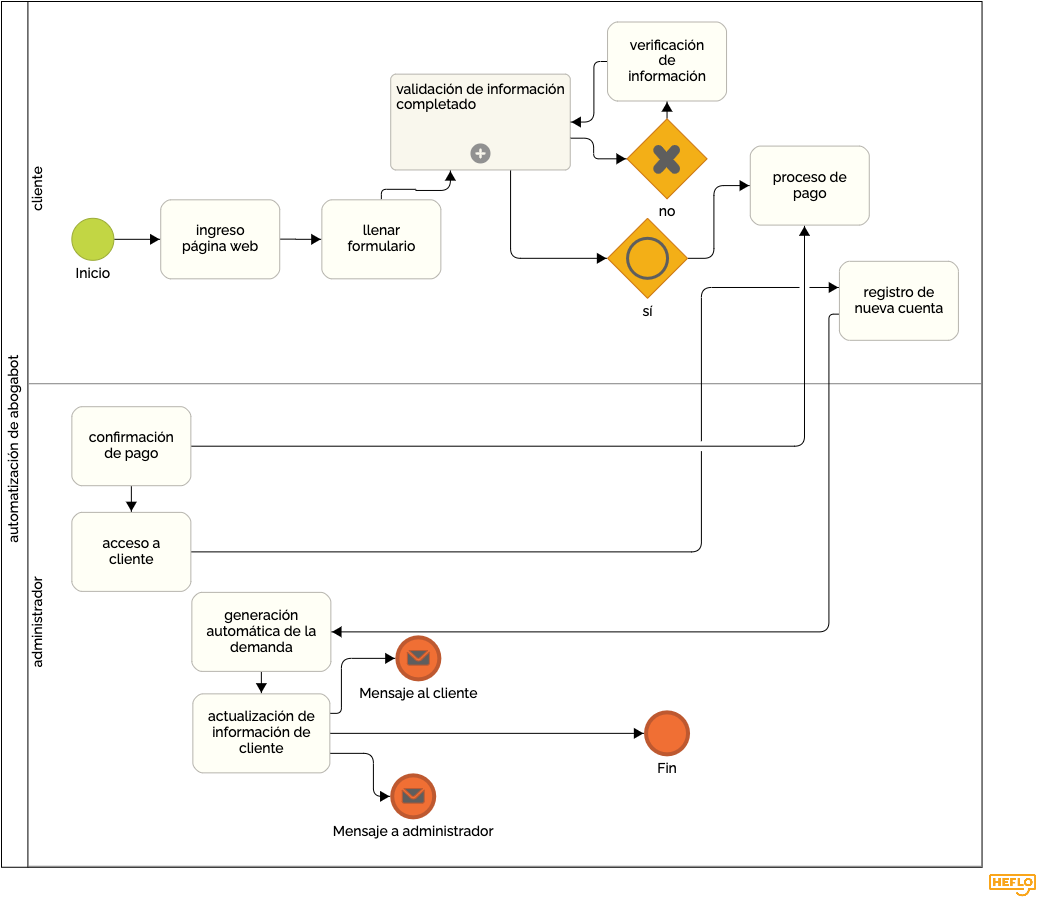 automatización de abogabot
cliente
Inicio
ingreso
página web
llenar
formulario
validación de información
completado
verificación
de
información
no
sí
proceso de
pago
registro de
nueva cuenta
administrador
confirmación
de pago
acceso a
cliente
generación
automática de la
demanda
actualización de
información de
cliente
Mensaje al cliente
Fin
Mensaje a administrador
HEFLO